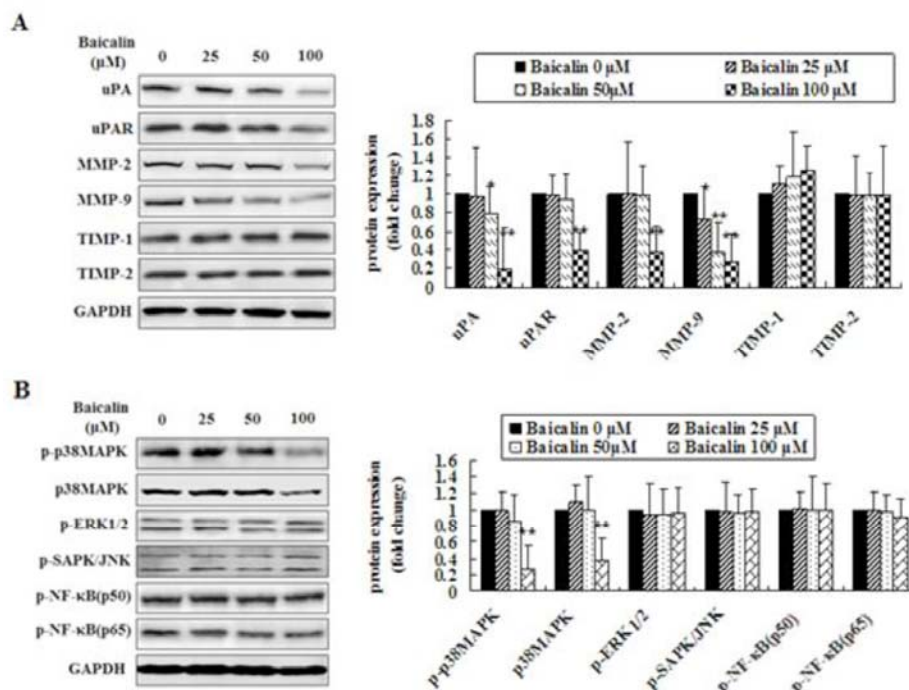 A
Baicalin
(µM)
0 25 50 100
uPA
uPAR
MMP-2
MMP-9
TIMP-1
TIMP-2
GAPDH
Baicalin 0 µM Baicalin 25 µM
Baicalin 50µM Baicalin 100 µM
protein expression
(fold change)
1.8
1.6
1.4
1.2
1
0.8
0.6
0.4
0.2
0
* ** ** ** * ** **
uPA uPAR MMP-2 MMP-9 TIMP-1 TIMP-2
B
Baicalin
(µM)
0 25 50 100
p-p38MAPK
p38MAPK
p-ERK1/2
p-SAPK/JNK
p-NF-κB(p50)
p-NF-κB(p65)
GAPDH
Baicalin 0 µM Baicalin 25 µM
Baicalin 50µM Baicalin 100 µM
protein expression
(fold change)
1.6
1.4
1.2
1
0.8
0.6
0.4
0.2
0
** **
p-p38MAPK p38MAPK p-ERK1/2 p-SAPK/JNK p-NF-κB(p50) p-NF-κB(p65)